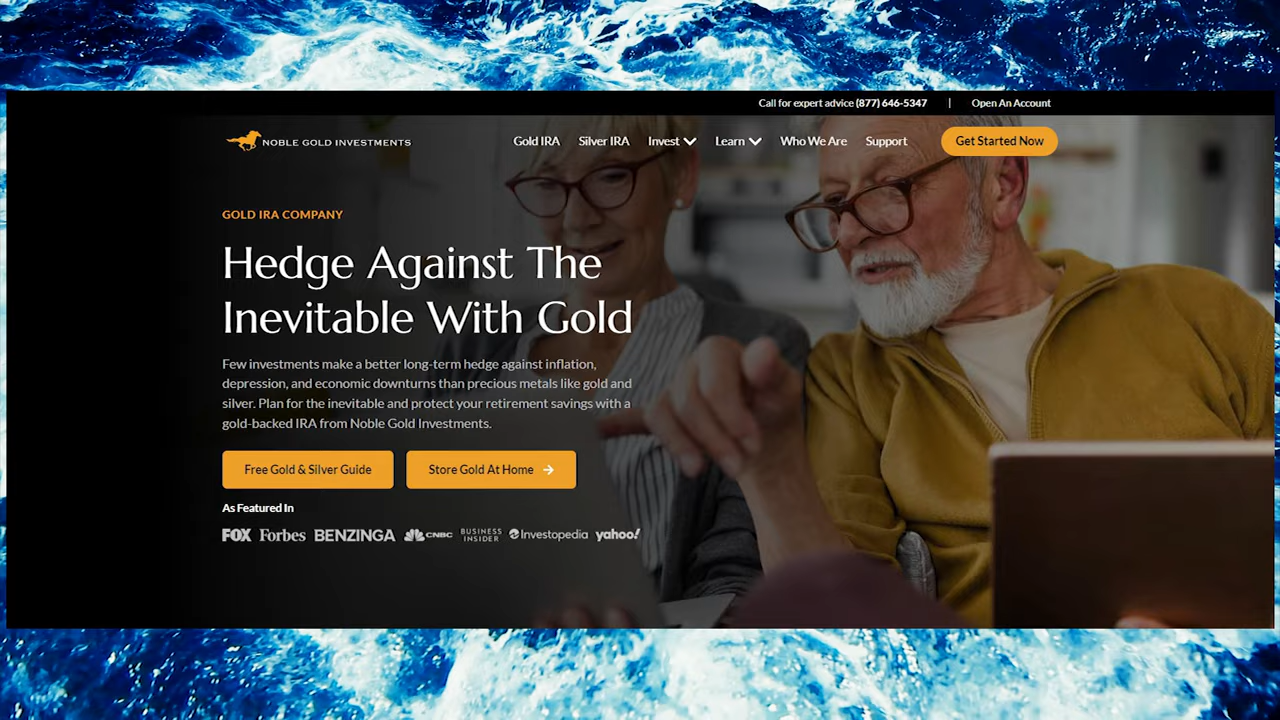 Call for expert advice (877) 646-5347 | Open An Account
NOBLE GOLD INVESTMENTS
Gold IRA Silver IRA Invest Learn Who We Are Support Get Started Now
GOLD IRA COMPANY
Hedge Against The
Inevitable With Gold
Few investments make a better long-term hedge against inflation,
depression, and economic downturns than precious metals like gold and
silver. Plan for the inevitable and protect your retirement savings with a
gold-backed IRA from Noble Gold Investments.
Free Gold & Silver Guide Store Gold At Home →
As Featured In
FOX Forbes BENZINGA CNBC BUSINESS INSIDER Investopedia yahoo!